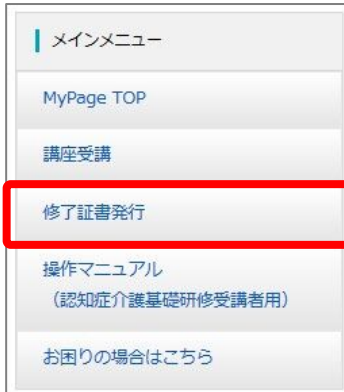 メインメニュー
MyPage TOP
講座受講
修了証書発行
操作マニュアル
（認知症介護基礎研修受講者用）
お困りの場合はこちら